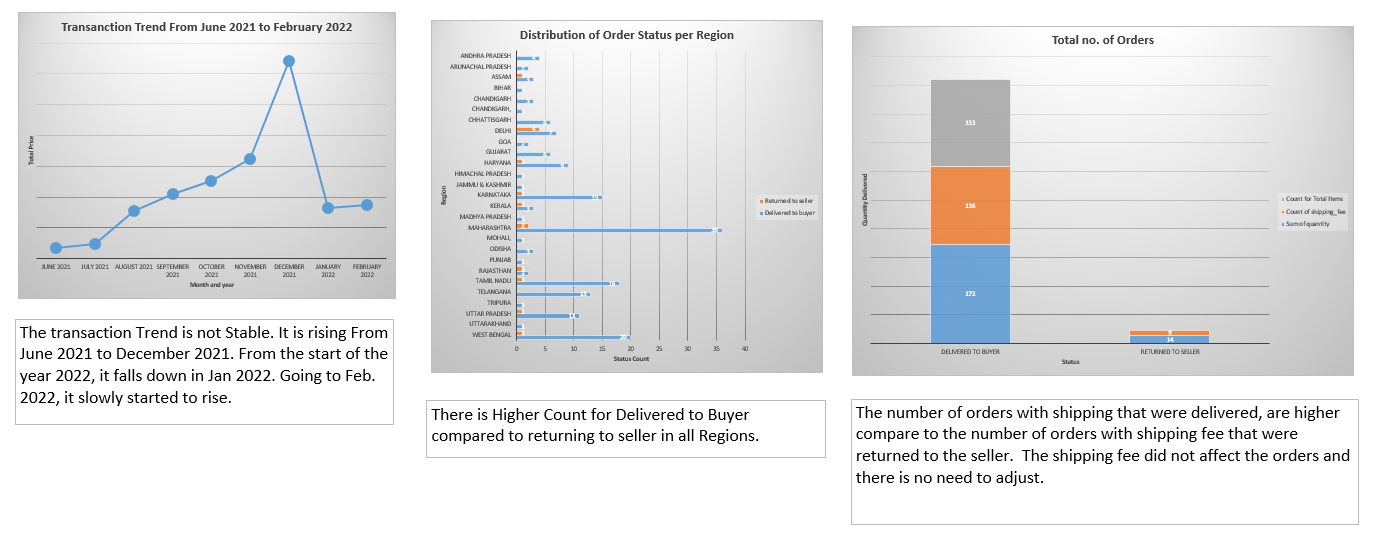 Transanction Trend From June 2021 to February 2022
Total Price
JUNE 2021
JULY 2021
AUGUST 2021
SEPTEMBER
2021
OCTOBER
2021
NOVEMBER
2021
DECEMBER
2021
JANUARY
2022
FEBRUARY
2022
Month and year
The transaction Trend is not Stable. It is rising From
June 2021 to December 2021. From the start of the
year 2022, it falls down in Jan 2022. Going to Feb.
2022, it slowly started to rise.
Distribution of Order Status per Region
Region
ANDHRA PRADESH
ARUNACHAL PRADESH
ASSAM
BIHAR
CHANDIGARH
CHANDIGARH,
CHHATTISGARH
DELHI
GOA
GUJARAT
HARYANA
HIMACHAL PRADESH
JAMMU & KASHMIR
KARNATAKA
KERALA
MADHYA PRADESH
MAHARASHTRA
MOHALI,
ODISHA
PUNJAB
RAJASTHAN
TAMIL NADU
TELANGANA
TRIPURA
UTTAR PRADESH
UTTARAKHAND
WEST BENGAL
0 5 10 15 20 25 30 35 40
Status Count
Returned to seller
Delivered to buyer
There is Higher Count for Delivered to Buyer
compared to returning to seller in all Regions.
Total no. of Orders
Quantity Delivered
153
136
172
9
14
DELIVERED TO BUYER
RETURNED TO SELLER
Status
Count for Total Items
Count of shipping_fee
Sum of quantity
The number of orders with shipping that were delivered, are higher
compare to the number of orders with shipping fee that were
returned to the seller.  The shipping fee did not affect the orders and
there is no need to adjust.